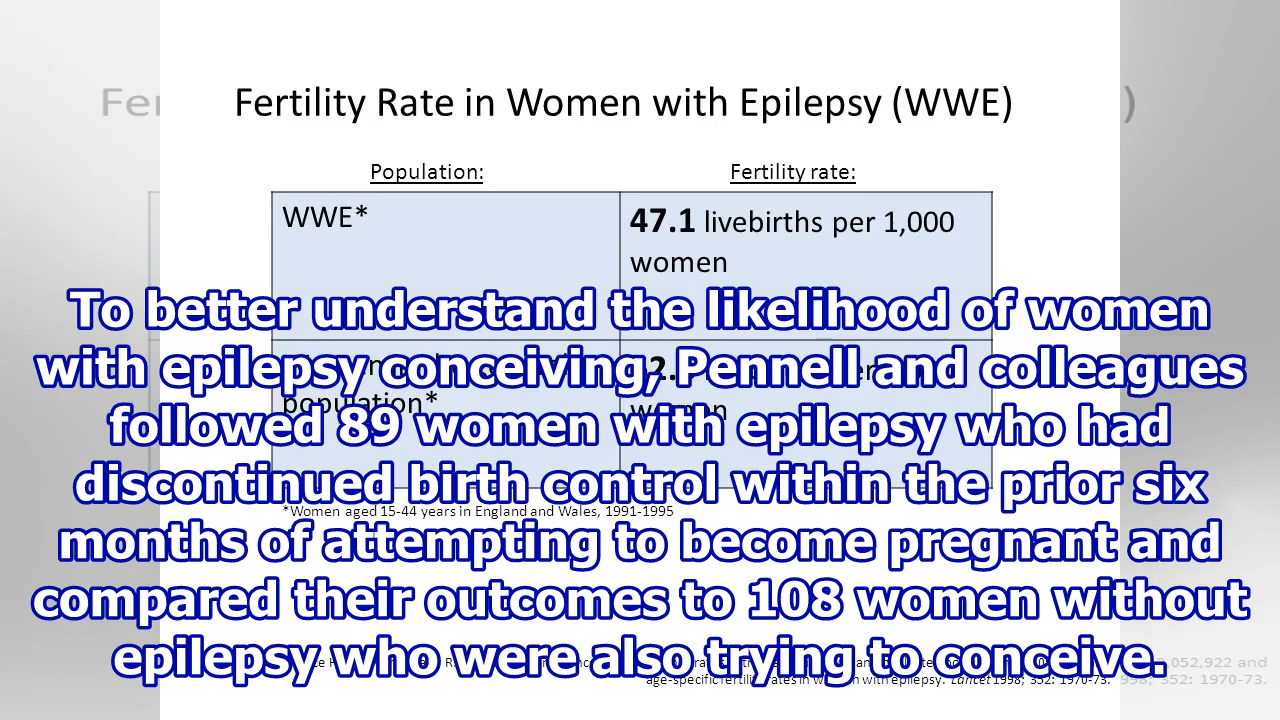 Fertility Rate in Women with Epilepsy (WWE)
Population: Fertility rate:
WWE* 47.1 livebirths per 1,000
women
population* women
*Women aged 15-44 years in England and Wales, 1991-1995
To better understand the likelihood of women
with epilepsy conceiving, Pennell and colleagues
followed 89 women with epilepsy who had
discontinued birth control within the prior six
months of attempting to become pregnant and
compared their outcomes to 108 women without
epilepsy who were also trying to conceive.
age-specific fertility rates in women with epilepsy. Lancet 1998; 352: 1970-73.